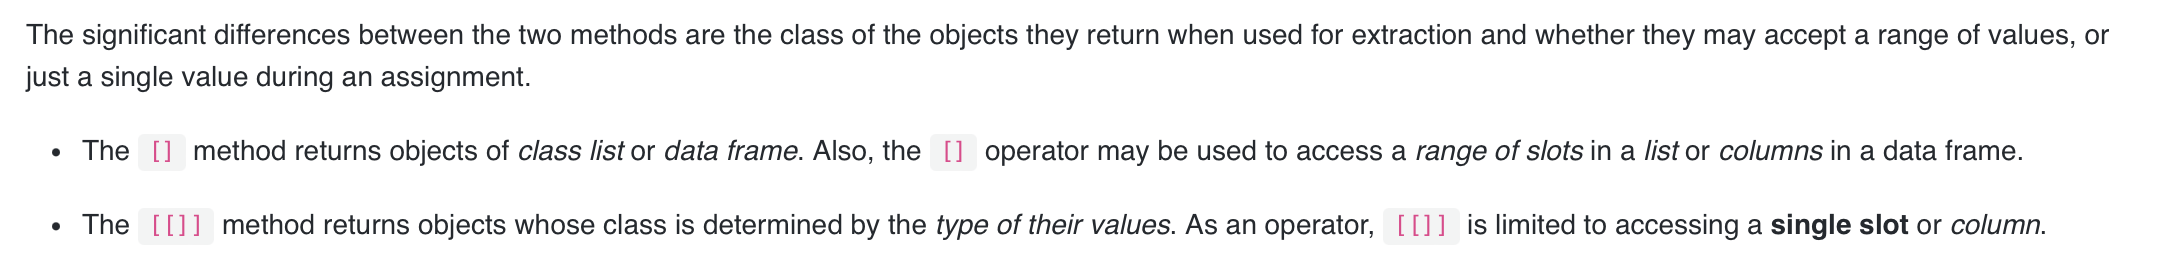 The significant differences between the two methods are the class of the objects they return when used for extraction and whether they may accept a range of values, or
just a single value during an assignment.
• The [] method returns objects of class list or data frame. Also, the [] operator may be used to access a range of slots in a list or columns in a data frame.
• The [[]] method returns objects whose class is determined by the type of their values. As an operator, [[]] is limited to accessing a single slot or column.